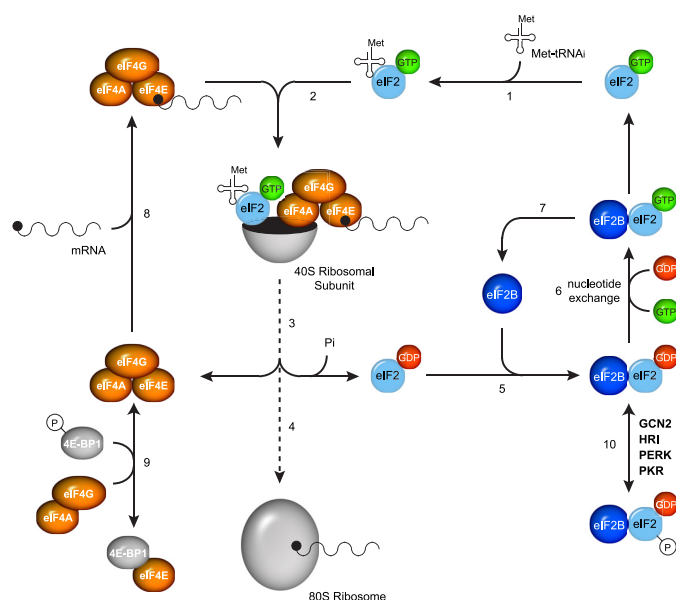 Met
Met-tRNAi
GTP
eIF2
1
Met
GTP
eIF2
2
eIF4G
eIF4A
eIF4E
Met
GTP
eIF2
eIF4G
eIF4A
eIF4E
40S Ribosomal
Subunit
8
mRNA
7
eIF2B
eIF2
GTP
eIF2B
6
nucleotide
exchange
GDP
GTP
3
Pi
eIF4G
eIF4A
eIF4E
eIF2
GDP
5
eIF2B
eIF2
GDP
4
P
4E-BP1
eIF4G
eIF4A
9
10
GCN2
HRI
PERK
PKR
4E-BP1
eIF4E
80S Ribosome
eIF2B
eIF2
GDP
P